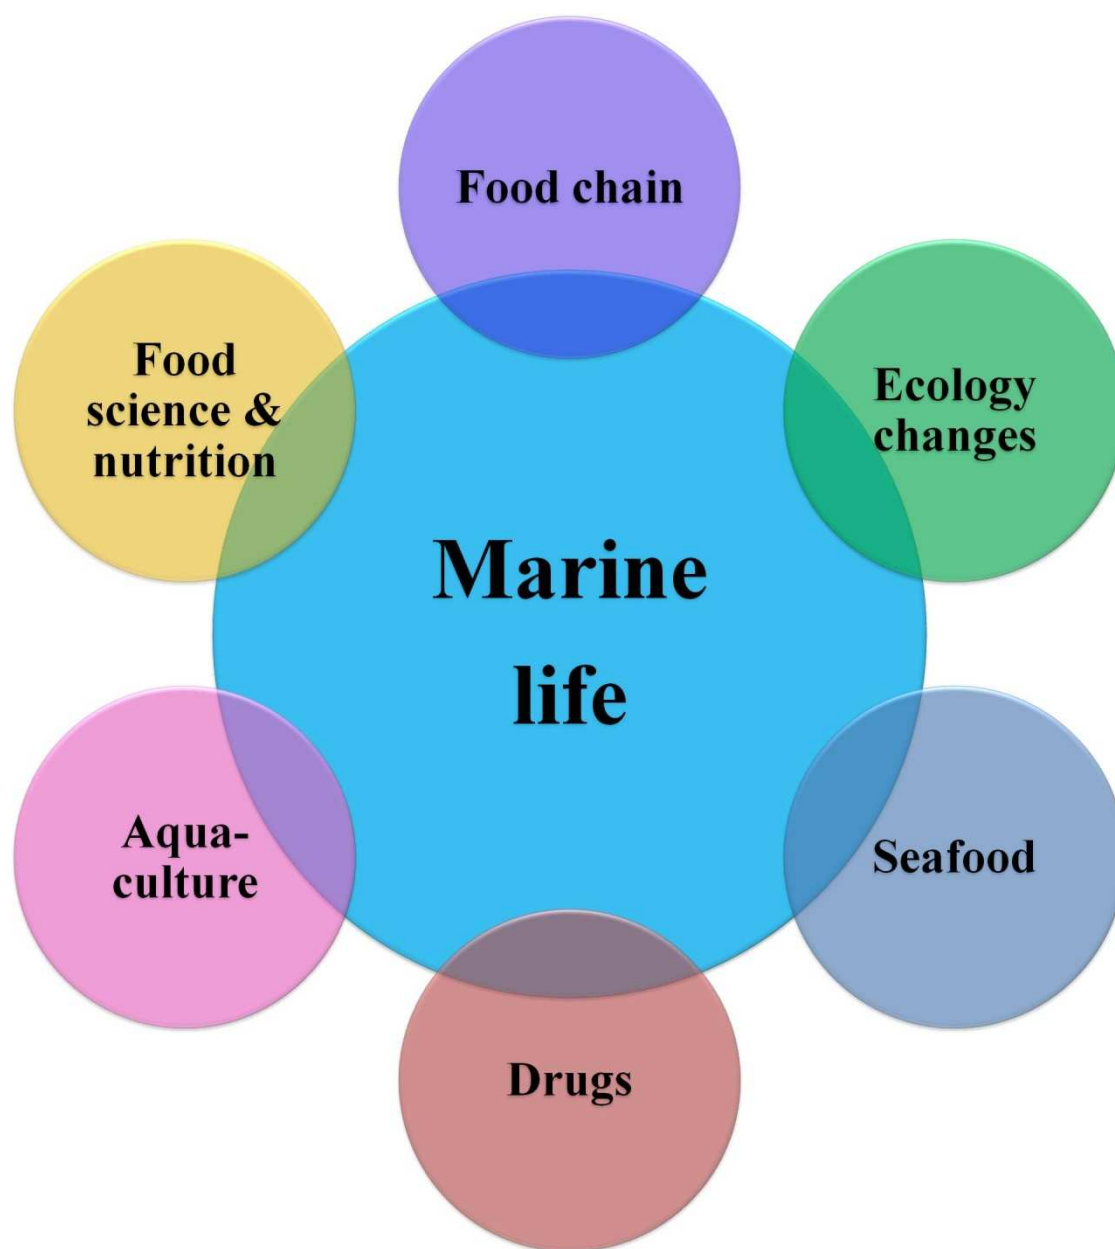 Food chain
Food
science &
nutrition
Ecology
changes
Marine
life
Aqua-
culture
Seafood
Drugs